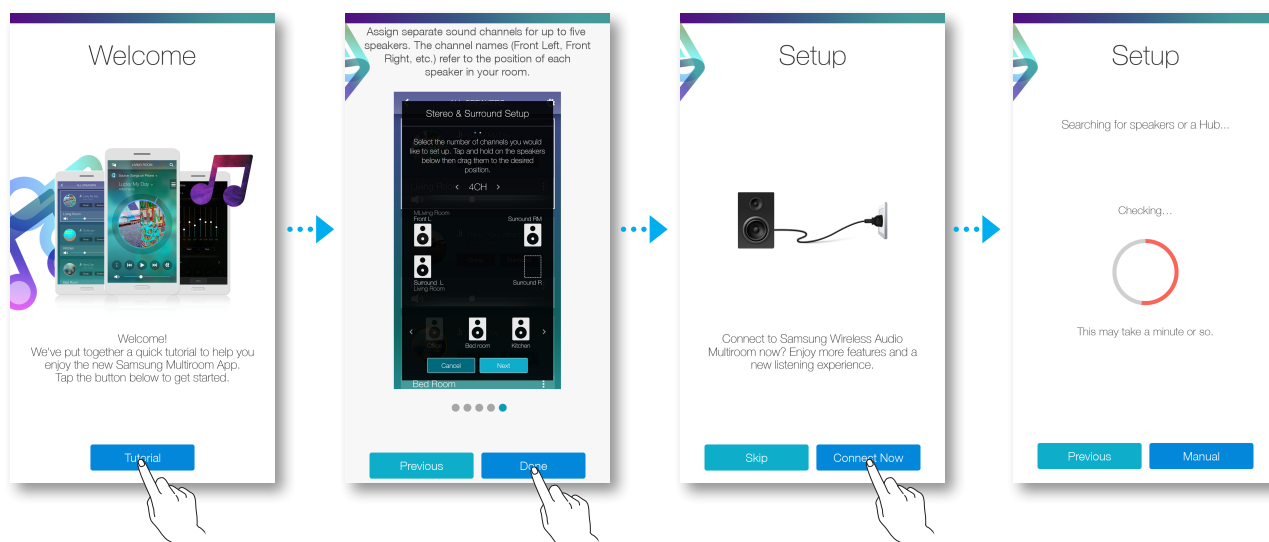 Welcome
Welcome!
We've put together a quick tutorial to help you
enjoy the new Samsung Multiroom App.
Tap the button below to get started.
Tutorial
Assign separate sound channels for up to five
speakers. The channel names (Front Left, Front
Right, etc.) refer to the position of each
speaker in your room.
Stereo & Surround Setup
Select the number of channels you would
like to set up. Tap and hold on the speakers
below then drag them to the desired
position.
< 4CH >
MLiving Room
Front L
Surround RM
Surround L
Living Room
Surround R
Office
Bed room
Kitchen
Cancel
Next
Bed Room
Previous
Done
Setup
Connect to Samsung Wireless Audio
Multiroom now? Enjoy more features and a
new listening experience.
Skip
Connect Now
Setup
Searching for speakers or a Hub...
Checking...
This may take a minute or so.
Previous
Manual